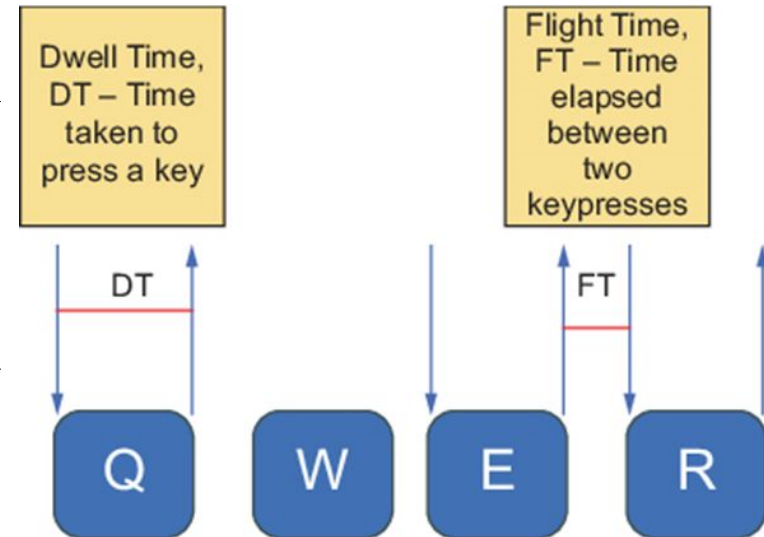 Dwell Time,
DT – Time
taken to
press a key
Flight Time,
FT – Time
elapsed
between
two
keypresses
DT
FT
Q
W
E
R